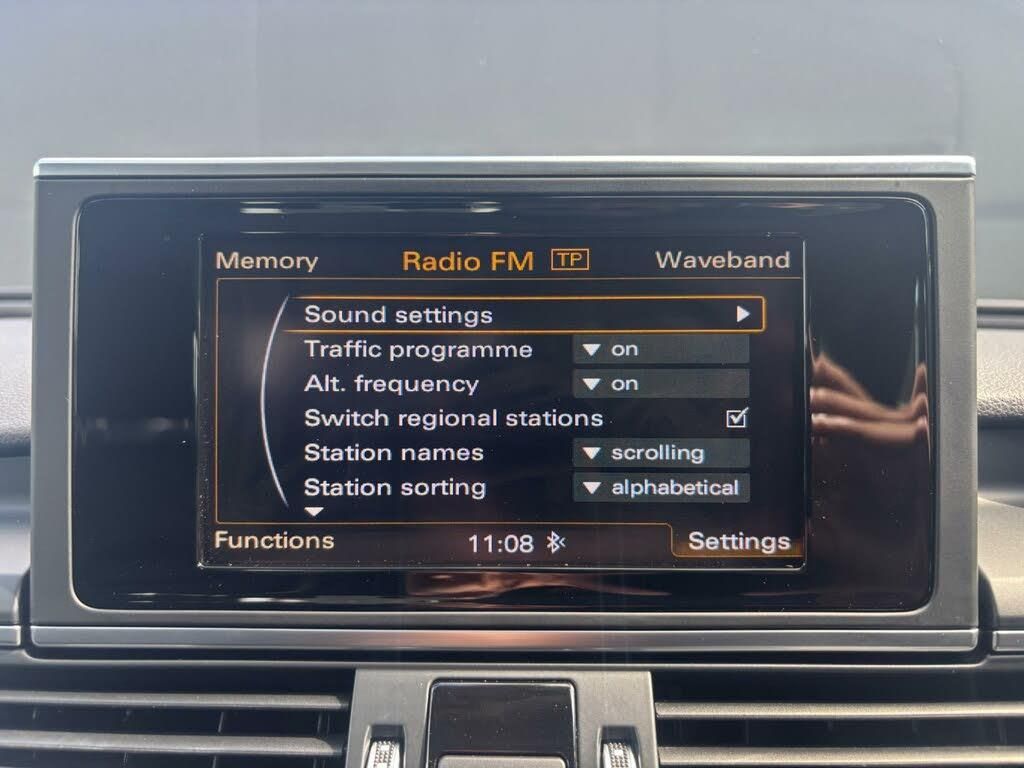 Memory Radio FM TP Waveband
Sound settings
Traffic programme on
Alt. frequency on
Switch regional stations
Station names scrolling
Station sorting alphabetical
Functions 11:08 Settings